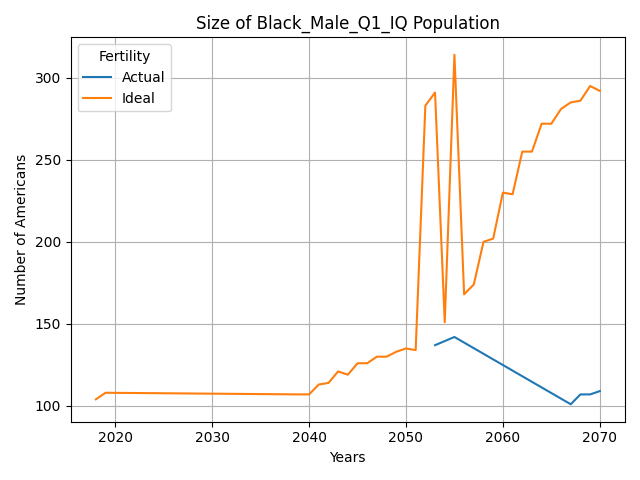 Size of Black_Male_Q1_IQ Population
Fertility
Actual
Ideal
Number of Americans
300
250
200
150
100
2020
2030
2040
2050
2060
2070
Years